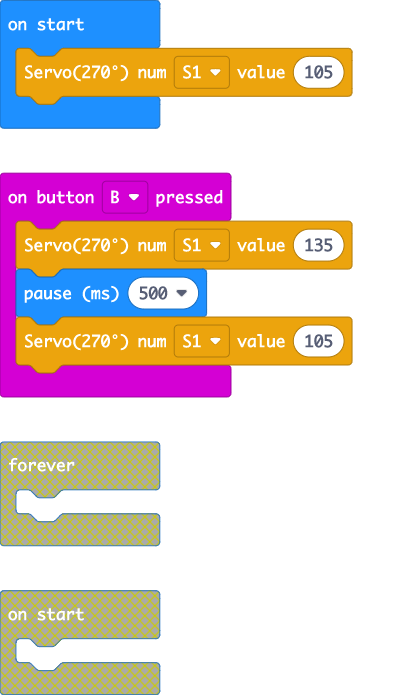 on start
Servo(270°) num S1 value 105
on button B pressed
Servo(270°) num S1 value 135
pause (ms) 500
Servo(270°) num S1 value 105
forever
on start